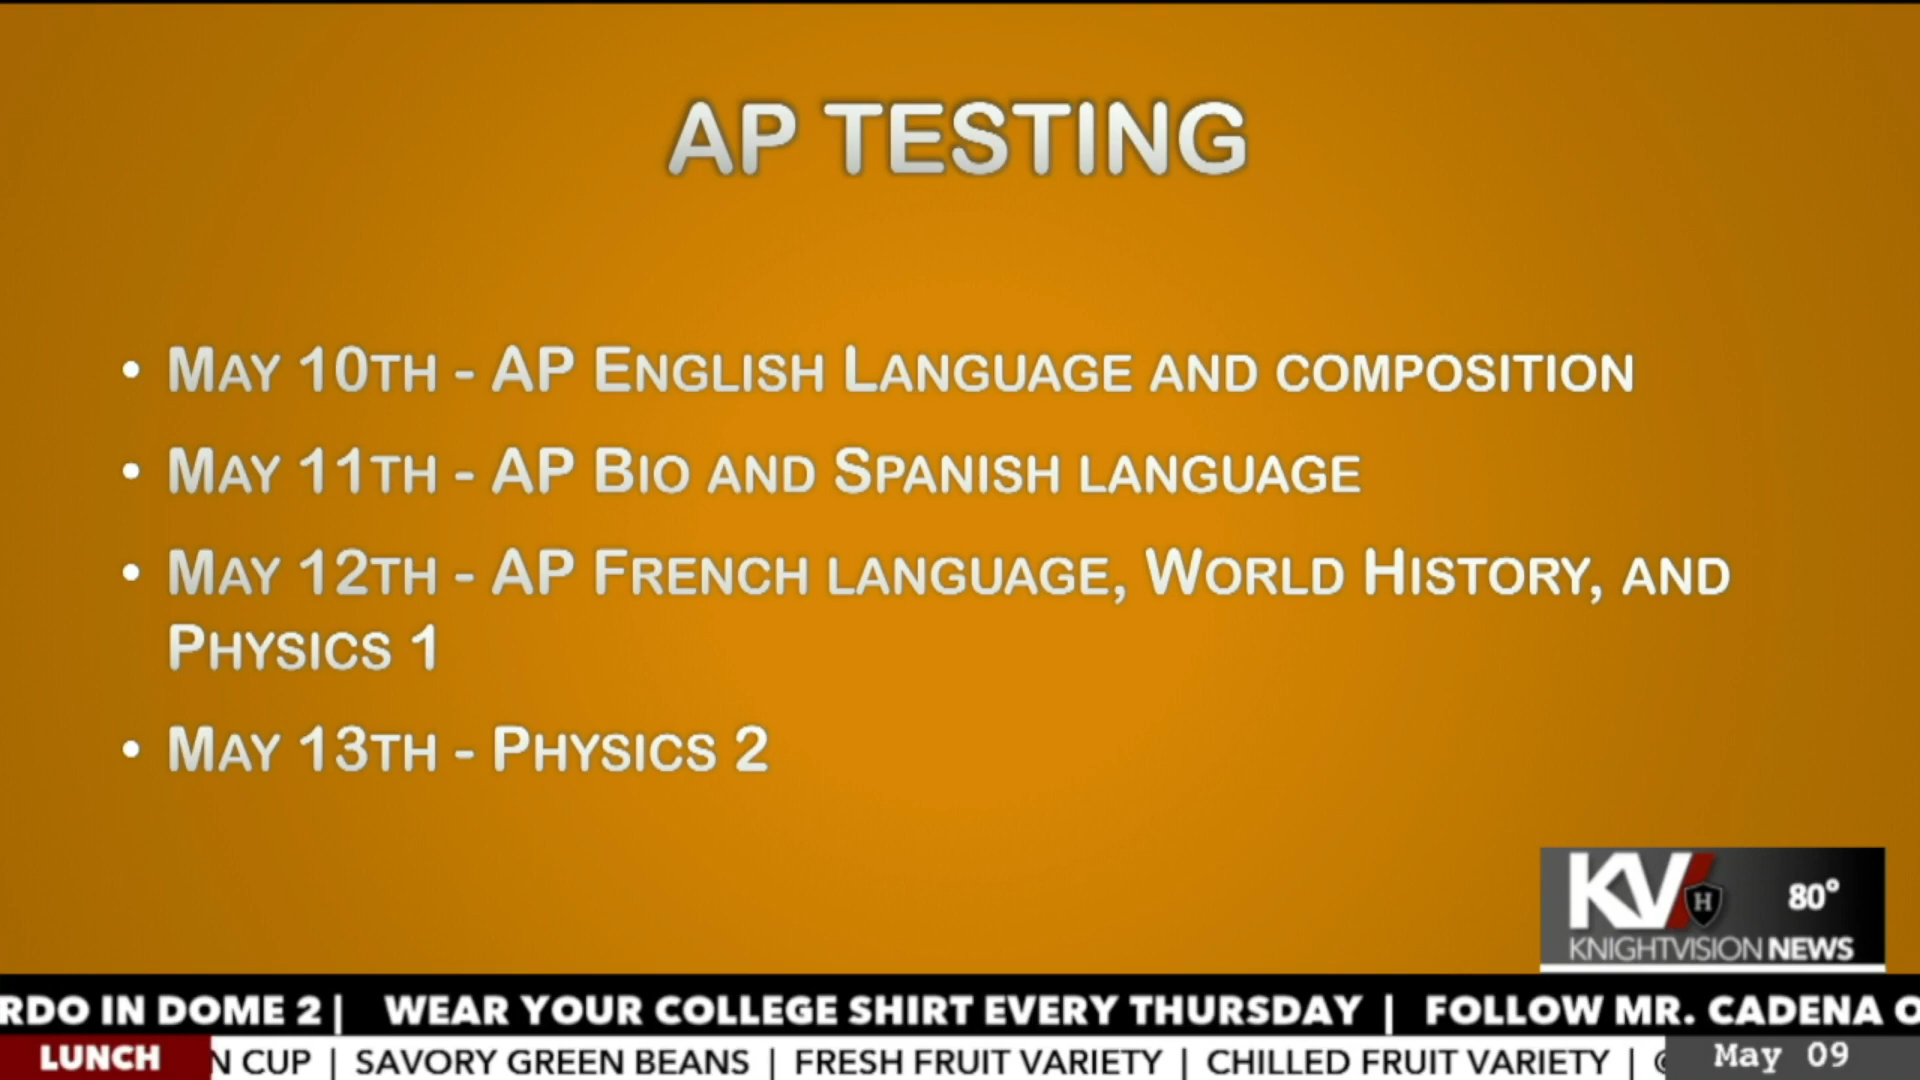 AP TESTING
• MAY 10TH - AP ENGLISH LANGUAGE AND COMPOSITION
• MAY 11TH - AP BIO AND SPANISH LANGUAGE
• MAY 12TH - AP FRENCH LANGUAGE, WORLD HISTORY, AND
PHYSICS 1
• MAY 13TH - PHYSICS 2
KV H 80°
KNIGHTVISION NEWS
IN DOME 2 | WEAR YOUR COLLEGE SHIRT EVERY THURSDAY | FOLLOW MR. CADENA
LUNCH CUP | SAVORY GREEN BEANS | FRESH FRUIT VARIETY | CHILLED FRUIT VARIETY | May 09